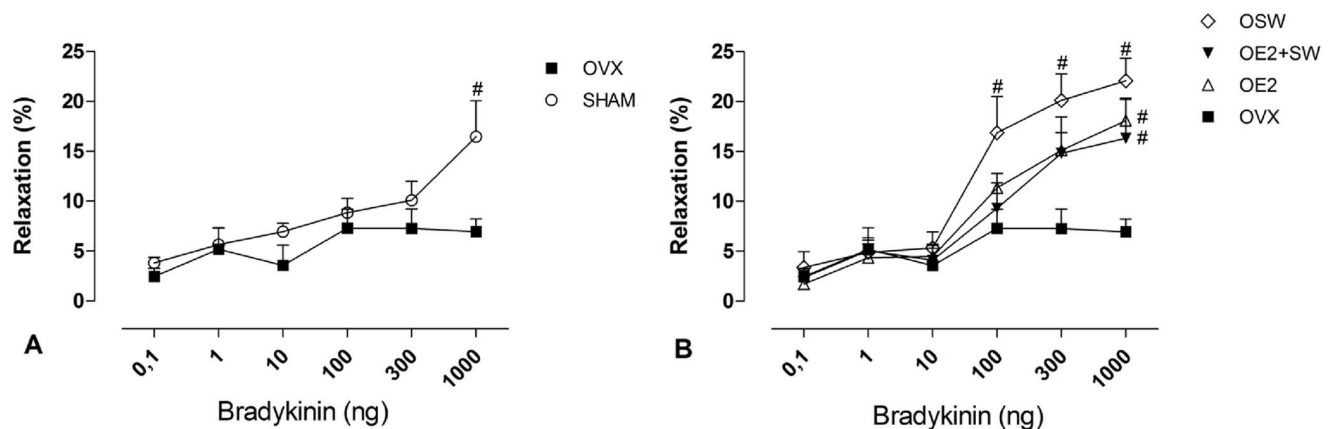 25
20
15
10
5
0
Relaxation (%)
#
OVX
SHAM
0,1
1
10
100
300
1000
A
Bradykinin (ng)
25
20
15
10
5
0
Relaxation (%)
#
#
#
#
#
OSW
OE2+SW
OE2
OVX
0,1
1
10
100
300
1000
B
Bradykinin (ng)